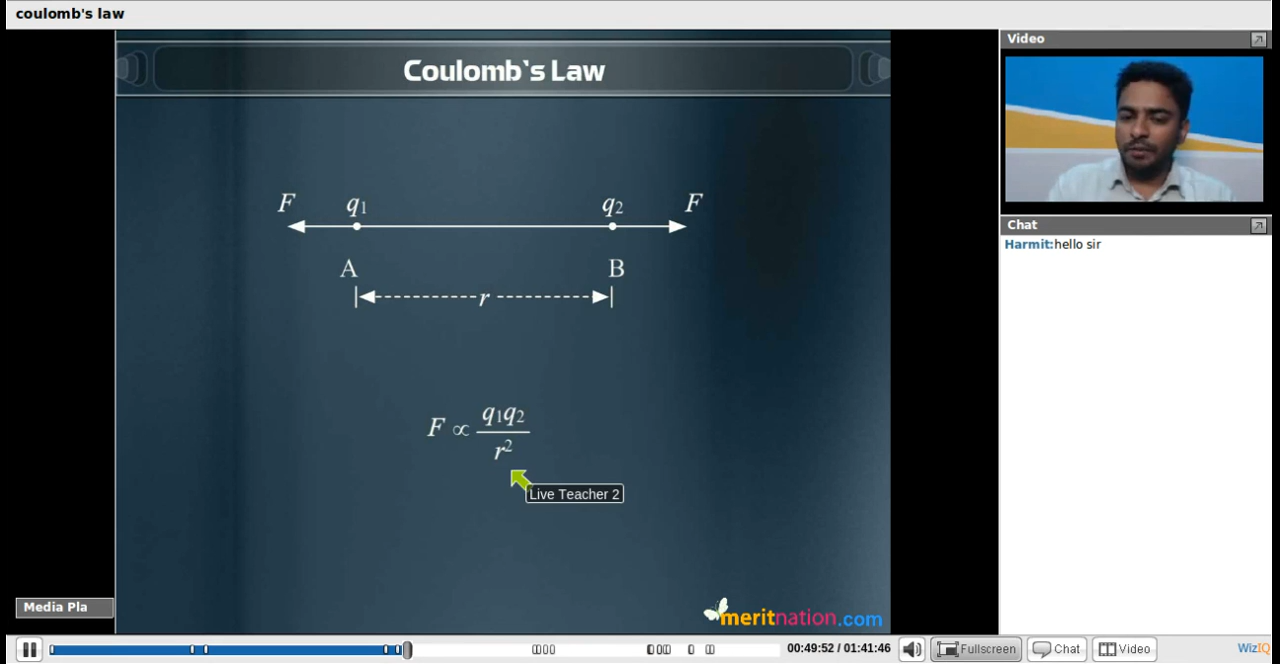 coulomb's law
Coulomb's Law
F q1 q2 F
A B
r
F ∝ q1q2 / r²
Live Teacher 2
meritnation.com
Media Pla
Video
Chat
Harmit:hello sir
00:49:52 / 01:41:46 Fullscreen Chat Video WizIQ